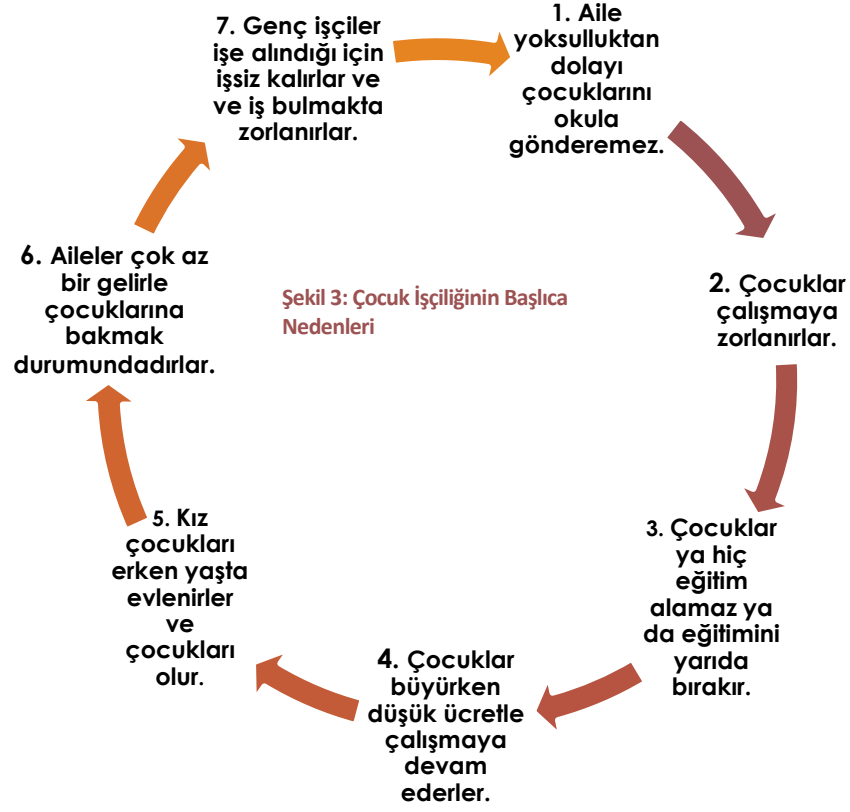 1. Aile
yoksulluktan
dolayı
çocuklarını
okula
gönderemez.
2. Çocuklar
çalışmaya
zorlanırlar.
3. Çocuklar
ya hiç
eğitim
alamaz ya
da eğitimini
yarıda
bırakır.
4. Çocuklar
büyürken
düşük ücretle
çalışmaya
devam
ederler.
5. Kız
çocukları
erken yaşta
evlenirler
ve
çocukları
olur.
6. Aileler çok az
bir gelirle
çocuklarına
bakmak
durumundadırlar.
7. Genç işçiler
işe alındığı için
işsiz kalırlar ve
ve iş bulmakta
zorlanırlar.
Şekil 3: Çocuk İşçiliğinin Başlıca
Nedenleri